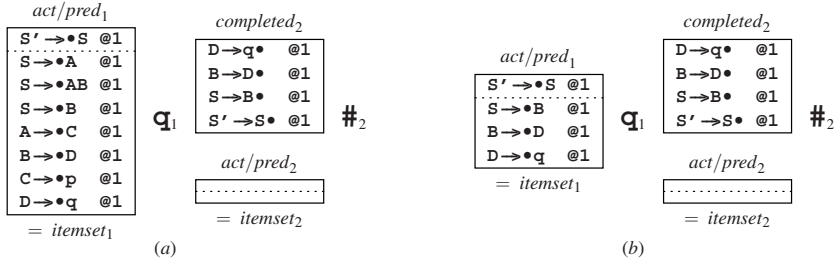 act/pred₁
S'→•S @1
S→•A @1
S→•AB @1
S→•B @1
A→•C @1
B→•D @1
C→•p @1
D→•q @1
= itemset₁
q₁
completed₂
D→q• @1
B→D• @1
S→B• @1
S'→S• @1
act/pred₂
= itemset₂
#₂
(a)
act/pred₁
S'→•S @1
S→•B @1
B→•D @1
D→•q @1
= itemset₁
q₁
completed₂
D→q• @1
B→D• @1
S→B• @1
S'→S• @1
act/pred₂
= itemset₂
#₂
(b)